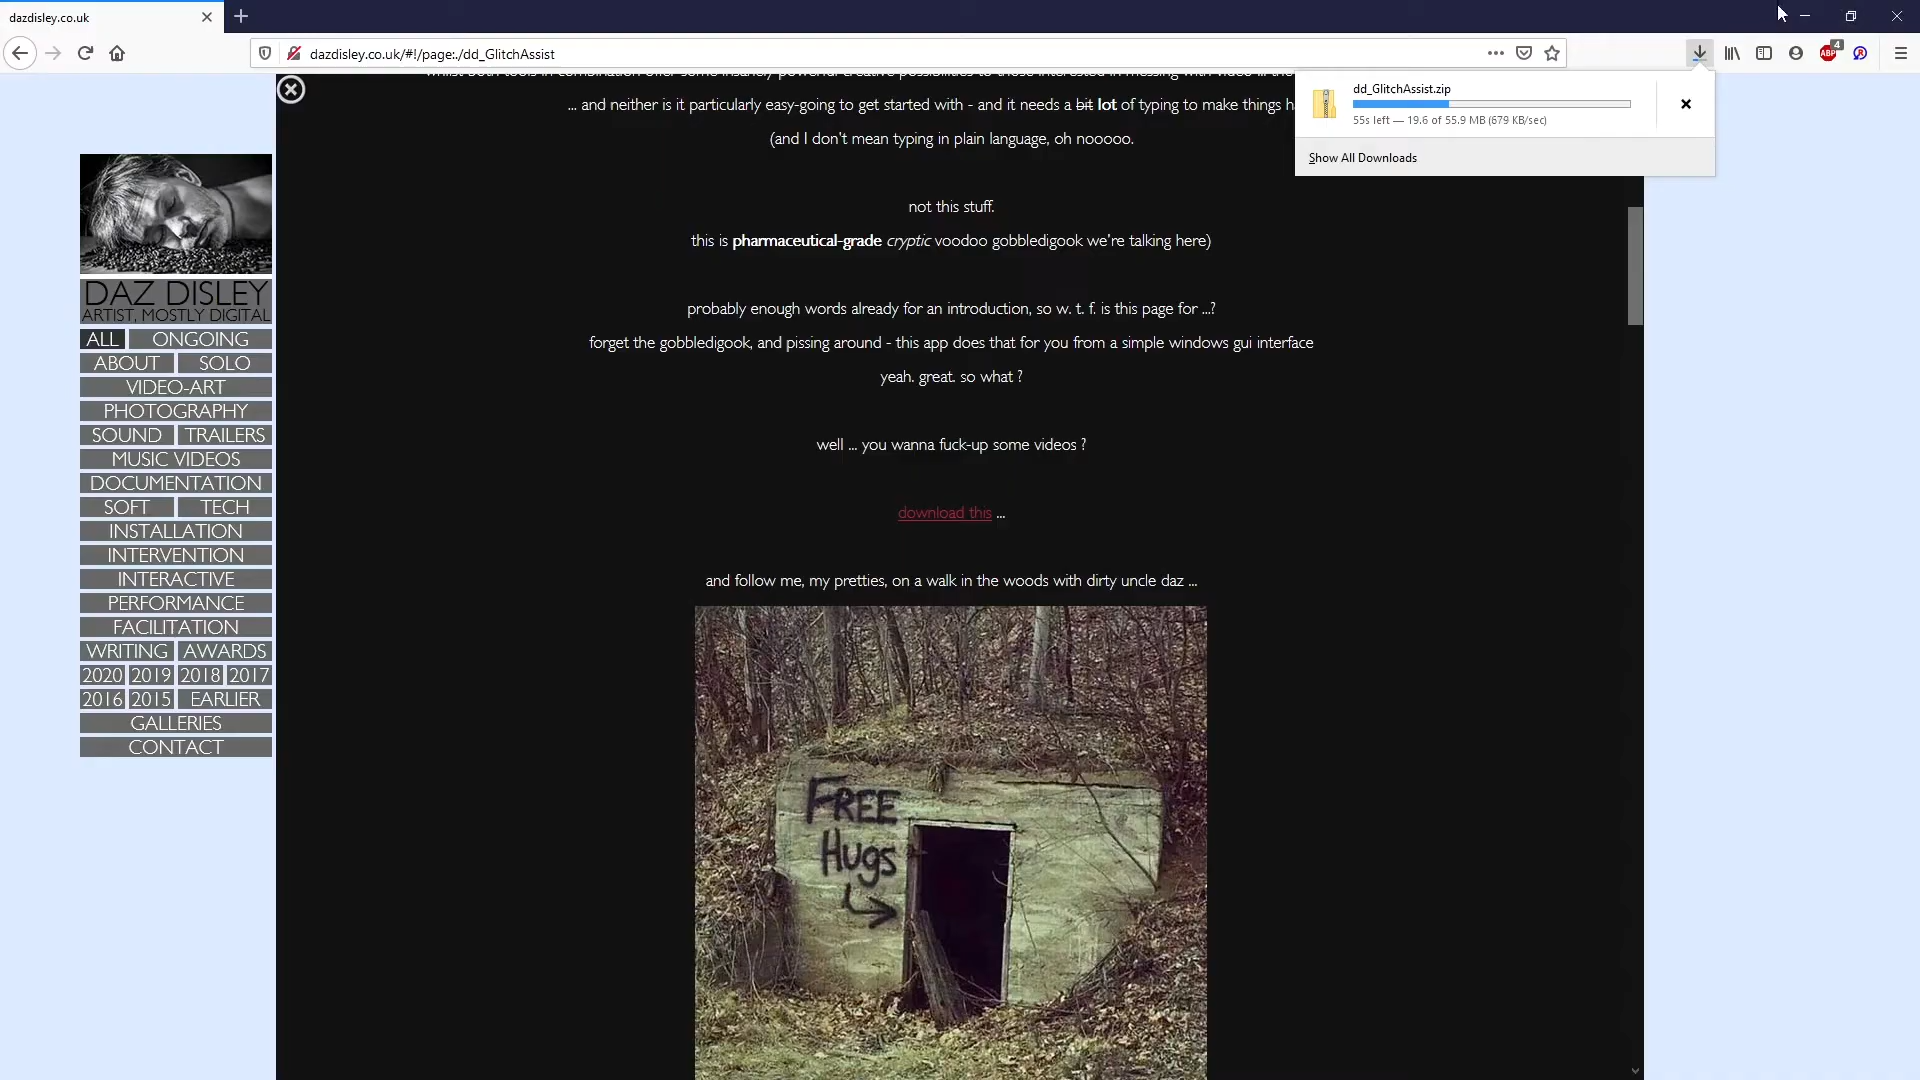 dazdisley.co.uk
dazdisley.co.uk/#!/page:./dd_GlitchAssist
4
dd_GlitchAssist.zip
55s left — 19.6 of 55.9 MB (679 KB/sec)
Show All Downloads
... and neither is it particularly easy-going to get started with - and it needs a bit lot of typing to make things
(and I don't mean typing in plain language, oh nooooo.
not this stuff.
this is pharmaceutical-grade cryptic voodoo gobbledigook we're talking here)
probably enough words already for an introduction, so w. t. f. is this page for ...?
forget the gobbledigook, and pissing around - this app does that for you from a simple windows gui interface
yeah. great. so what ?
well ... you wanna fuck-up some videos ?
download this ...
and follow me, my pretties, on a walk in the woods with dirty uncle daz ...
FREE
Hugs
DAZ DISLEY
ARTIST, MOSTLY DIGITAL
ALL ONGOING
ABOUT SOLO
VIDEO-ART
PHOTOGRAPHY
SOUND TRAILERS
MUSIC VIDEOS
DOCUMENTATION
SOFT TECH
INSTALLATION
INTERVENTION
INTERACTIVE
PERFORMANCE
FACILITATION
WRITING AWARDS
2020 2019 2018 2017
2016 2015 EARLIER
GALLERIES
CONTACT